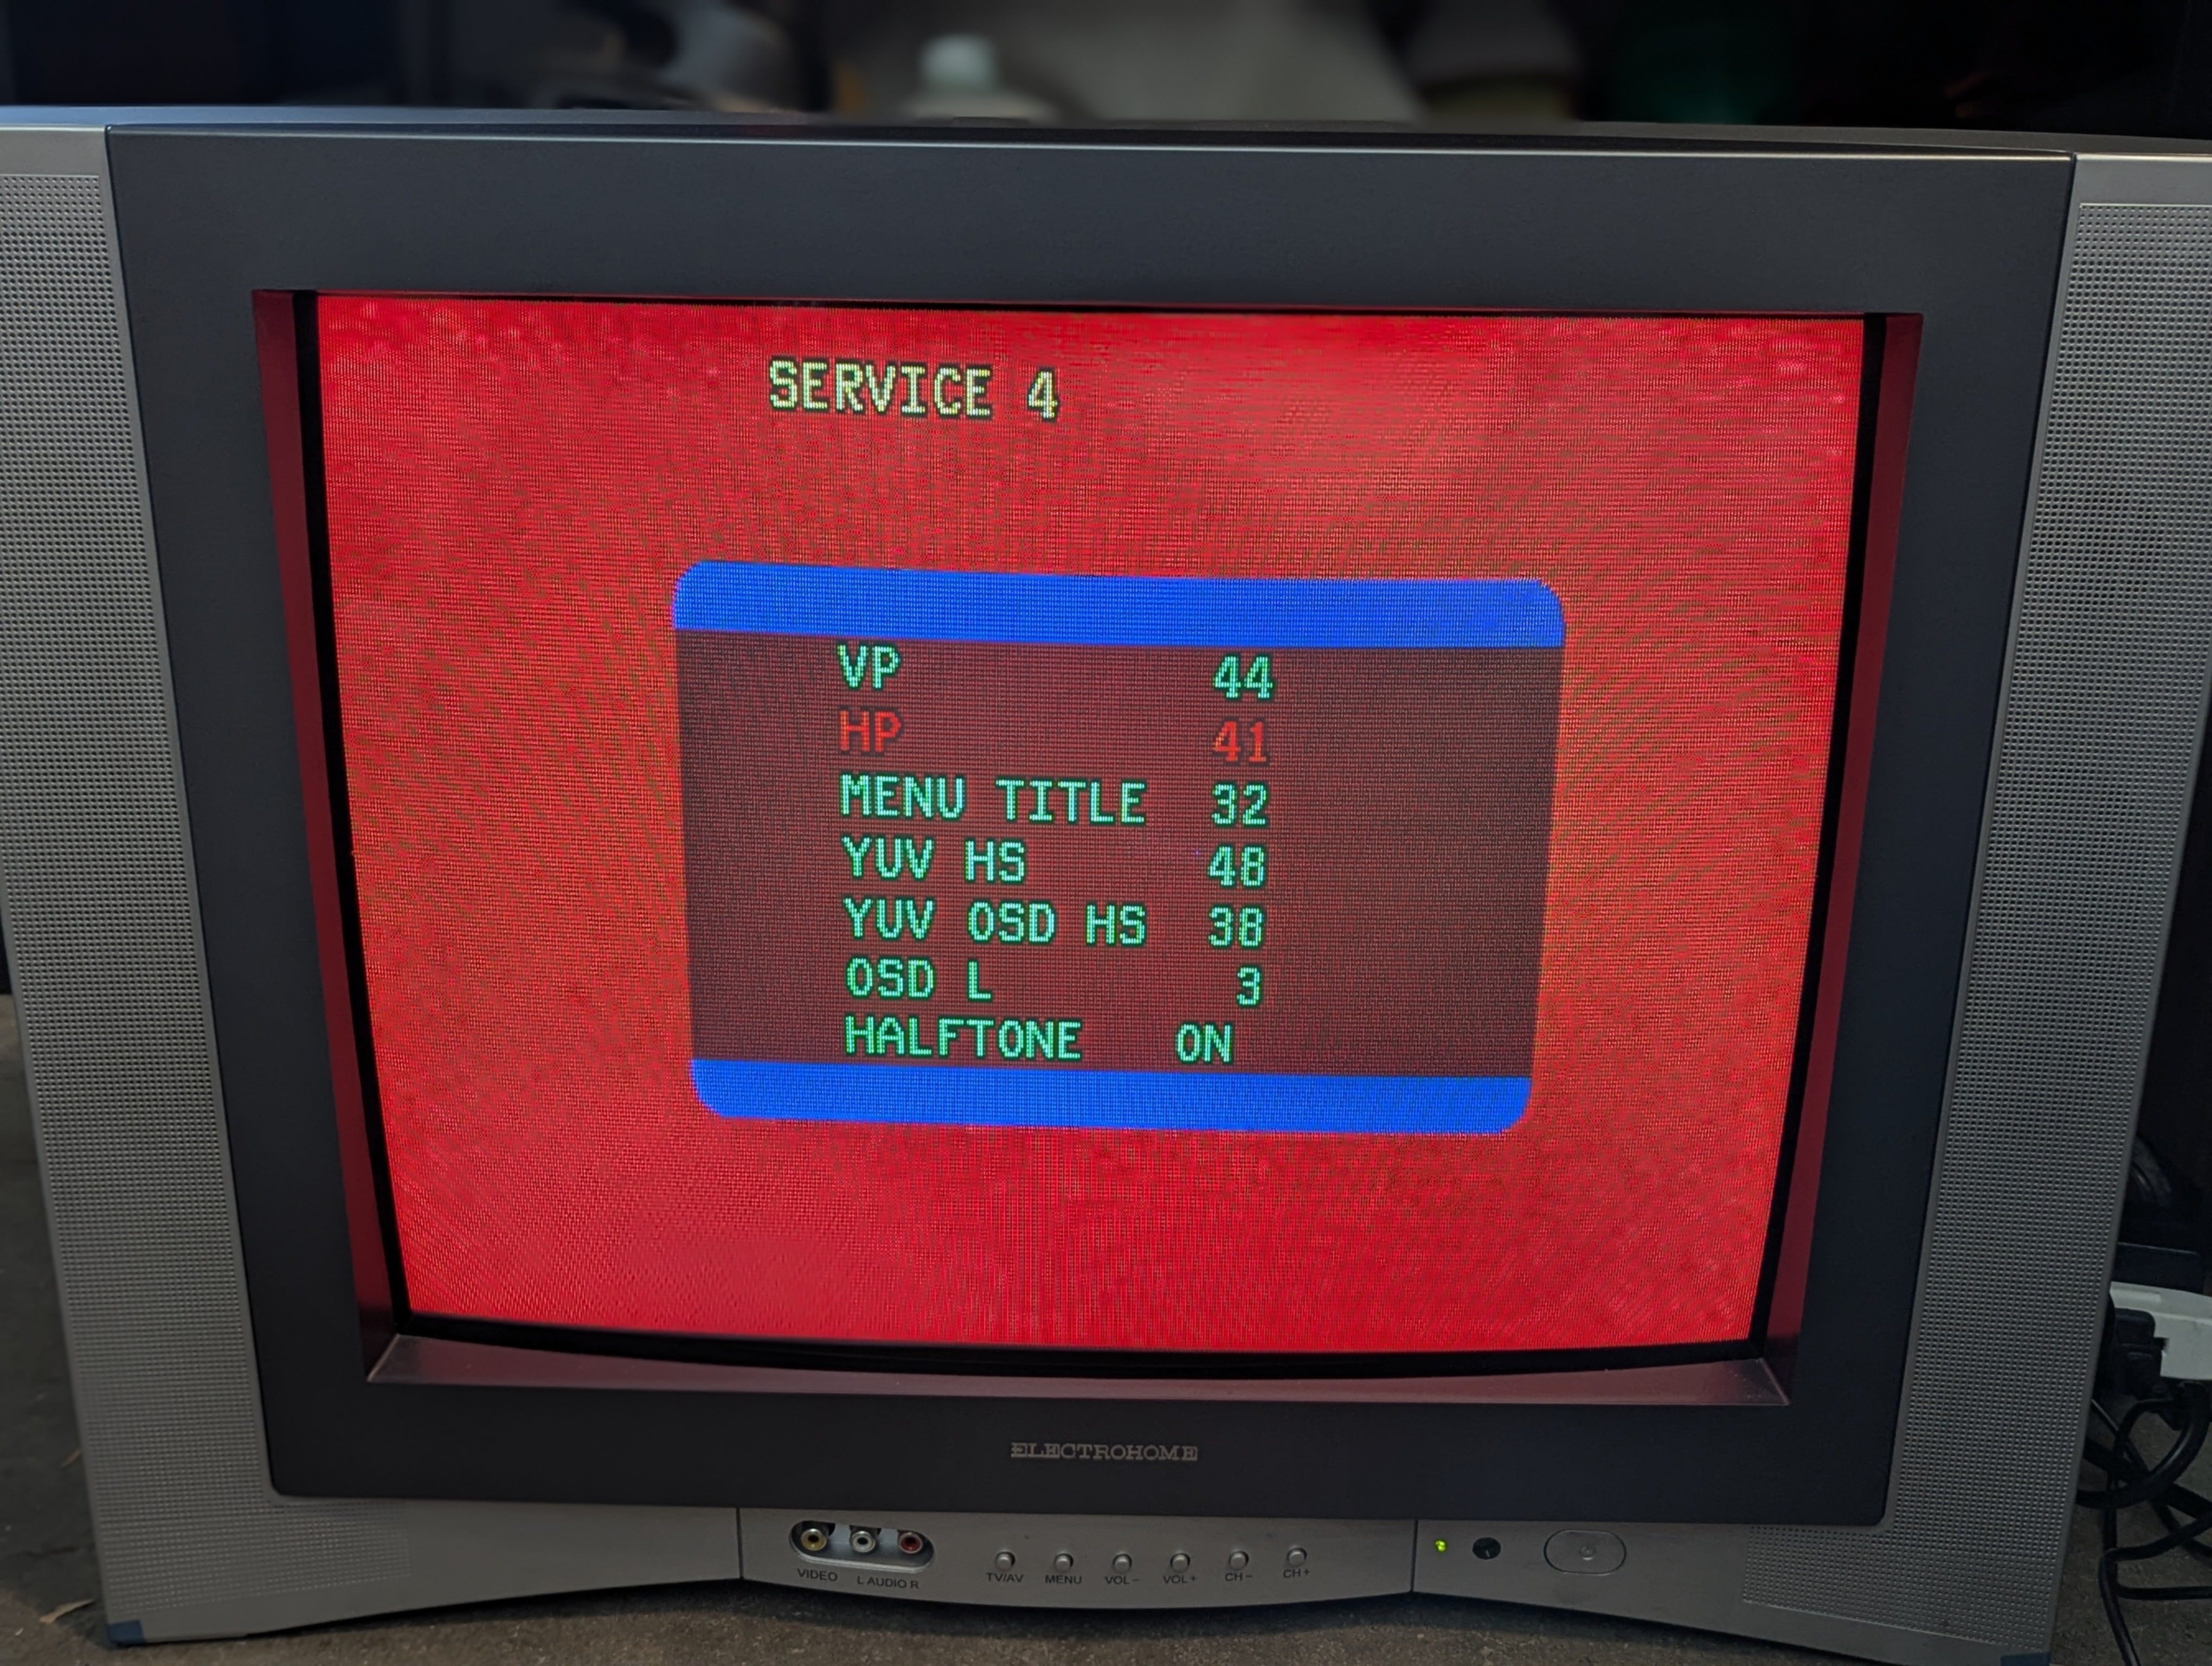 SERVICE 4
VP 44
HP 41
MENU TITLE 32
YUV HS 48
YUV OSD HS 38
OSD L 3
HALFTONE ON
ELECTROHOME
VIDEO L AUDIO R TV/AV MENU VOL- VOL+ CH- CH+